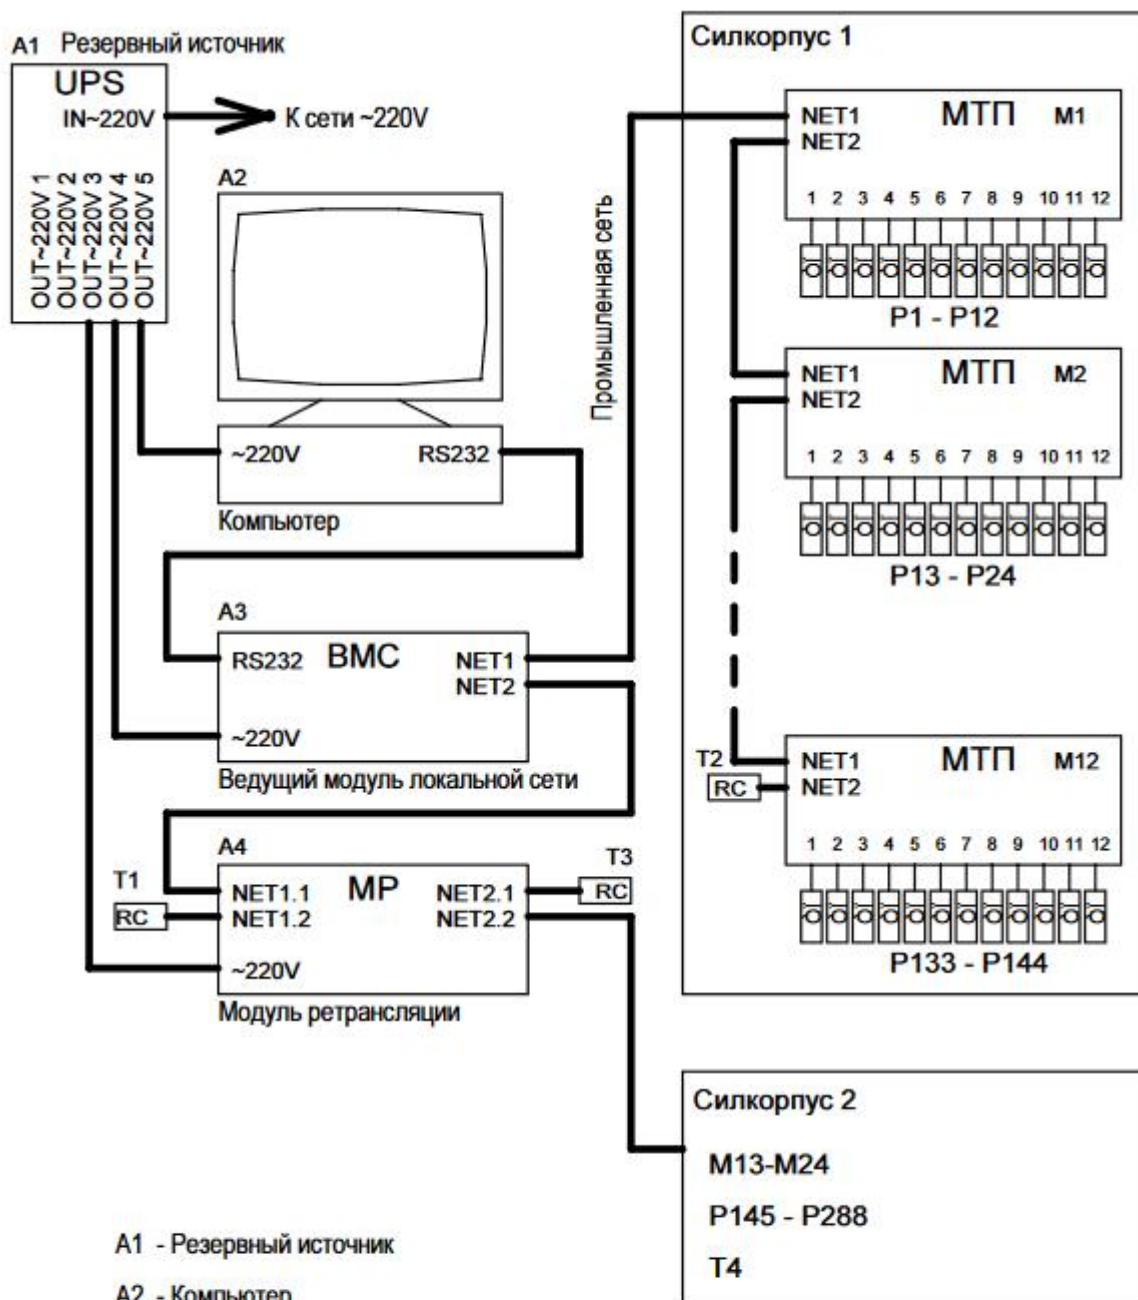 A1 Резервный источник
UPS
IN~220V
К сети ~220V
OUT~220V 1
OUT~220V 2
OUT~220V 3
OUT~220V 4
OUT~220V 5
A2
~220V RS232
Компьютер
A3
RS232 ВМС NET1
NET2
~220V
Ведущий модуль локальной сети
A4
T1
RC
NET1.1 МР NET2.1
NET1.2 NET2.2
~220V
T3
RC
Модуль ретрансляции
Промышленная сеть
Силкорпус 1
NET1 МТП M1
NET2
1 2 3 4 5 6 7 8 9 10 11 12
P1 - P12
NET1 МТП M2
NET2
1 2 3 4 5 6 7 8 9 10 11 12
P13 - P24
T2
RC
NET1 МТП M12
NET2
1 2 3 4 5 6 7 8 9 10 11 12
P133 - P144
Силкорпус 2
M13-M24
P145 - P288
T4
A1 - Резервный источник
A2 - Компьютер